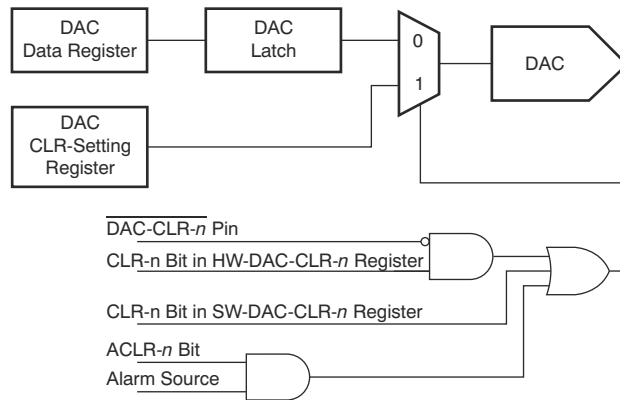 DAC
Data Register
DAC
Latch
0
1
DAC
DAC
CLR-Setting
Register
DAC-CLR-n Pin
CLR-n Bit in HW-DAC-CLR-n Register
CLR-n Bit in SW-DAC-CLR-n Register
ACLR-n Bit
Alarm Source